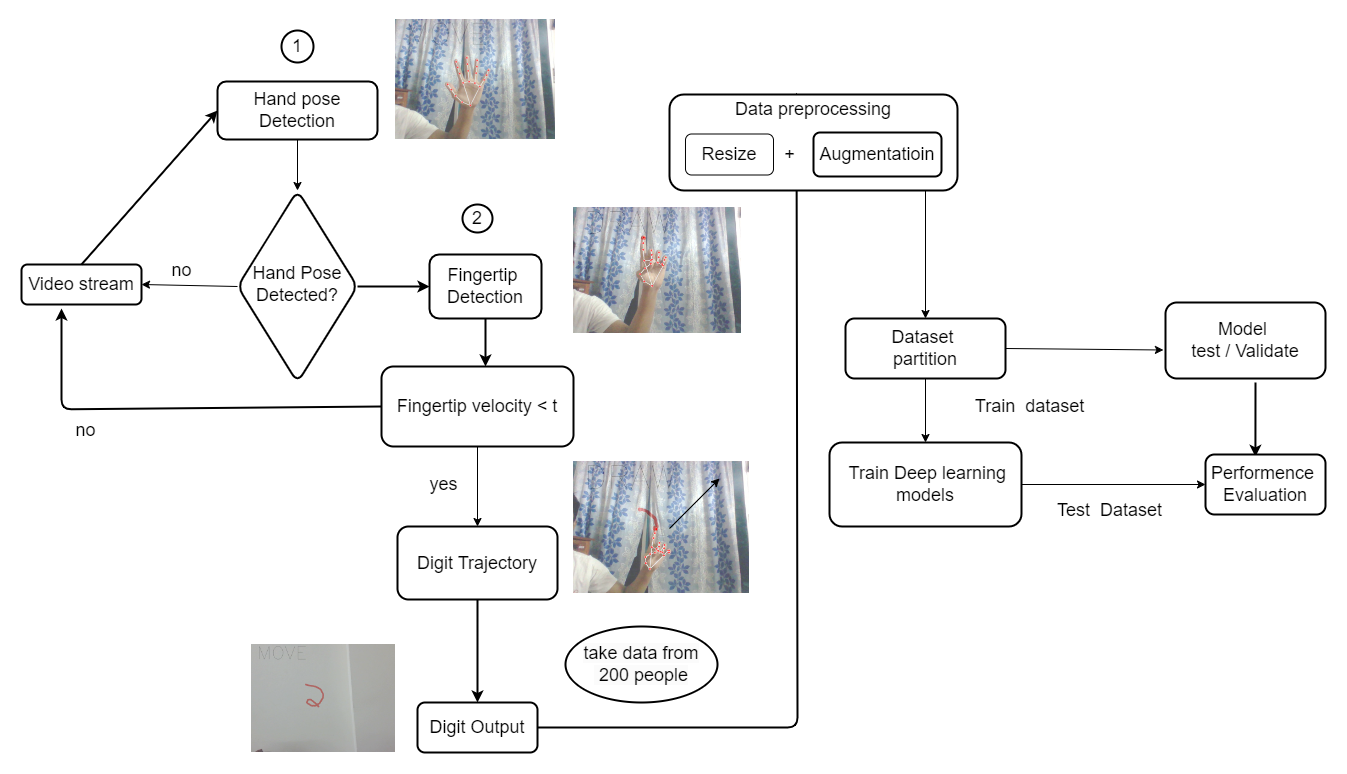 1
Hand pose
Detection
Video stream
no
Hand Pose
Detected?
2
Fingertip
Detection
Fingertip velocity < t
no
yes
Digit Trajectory
MOVE
take data from
200 people
Digit Output
Data preprocessing
Resize + Augmentatioin
Dataset
partition
Model
test / Validate
Train dataset
Train Deep learning
models
Test Dataset
Performence
Evaluation